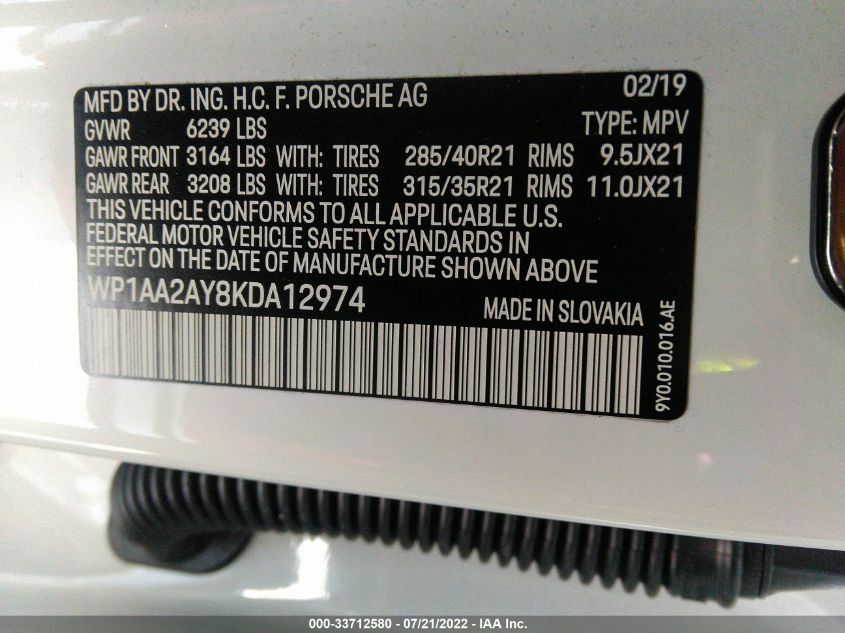 MFD BY DR. ING. H.C. F. PORSCHE AG 02/19
GVWR 6239 LBS TYPE: MPV
GAWR FRONT 3164 LBS WITH: TIRES 285/40R21 RIMS 9.5JX21
GAWR REAR 3208 LBS WITH: TIRES 315/35R21 RIMS 11.0JX21
THIS VEHICLE CONFORMS TO ALL APPLICABLE U.S.
FEDERAL MOTOR VEHICLE SAFETY STANDARDS IN
EFFECT ON THE DATE OF MANUFACTURE SHOWN ABOVE
WP1AA2AY8KDA12974 MADE IN SLOVAKIA
9Y0.010.016.AE
000-33712580 - 07/21/2022 - IAA Inc.